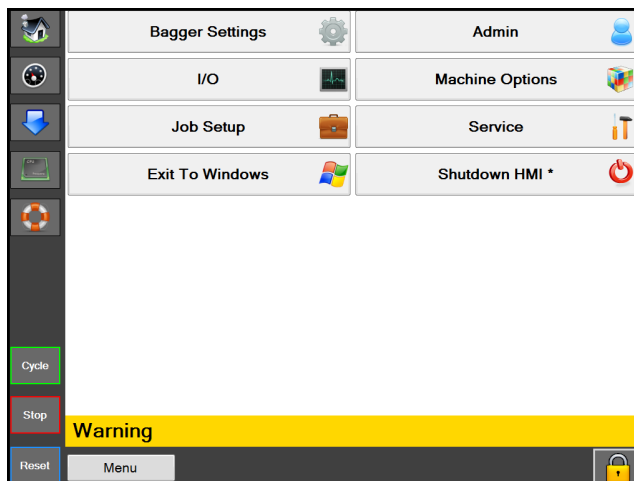 Bagger Settings
Admin
I/O
Machine Options
Job Setup
Service
Exit To Windows
Shutdown HMI *
Cycle
Stop
Warning
Reset
Menu